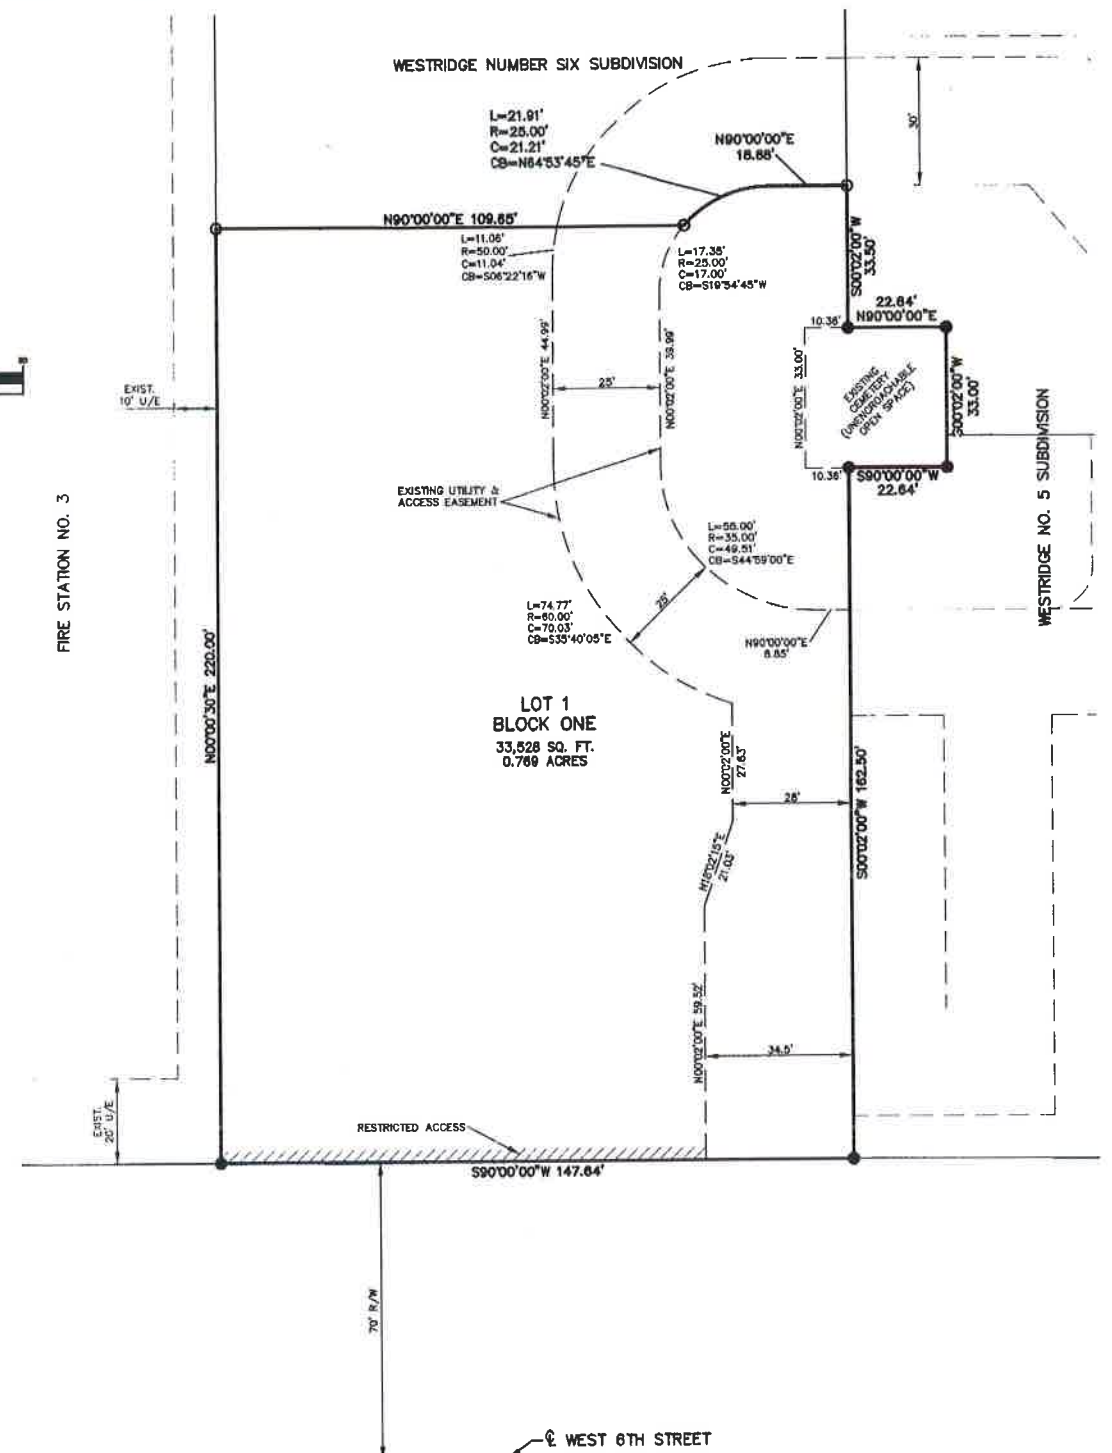 WESTRIDGE NUMBER SIX SUBDIVISION
L=21.91'
R=25.00'
C=21.21'
CB=N64°53'45"E
N90°00'00"E
18.68'
30'
N90°00'00"E 109.65'
L=11.06'
R=50.00'
C=11.04'
CB=S06°22'16"W
L=17.35'
R=25.00'
C=17.00'
CB=S19°54'45"W
S00°02'00"W
33.50'
22.64'
N90°00'00"E
10.36'
N00°02'00"E 44.99'
25'
N00°02'00"E 39.99'
N00°02'00"E 33.00'
EXISTING
CEMETERY
(UNENCROACHABLE
OPEN SPACE)
S00°02'00"W
33.00'
EXIST.
10' U/E
10.36'
S90°00'00"W
22.64'
WESTRIDGE NO. 5 SUBDIVISION
FIRE STATION NO. 3
EXISTING UTILITY &
ACCESS EASEMENT
L=55.00'
R=35.00'
C=49.51'
CB=S44°59'00"E
25'
L=74.77'
R=60.00'
C=70.03'
CB=S35°40'05"E
N90°00'00"E
8.85'
N00°00'30"E 220.00'
LOT 1
BLOCK ONE
33,528 SQ. FT.
0.769 ACRES
N00°02'00"E
27.63'
28'
S00°02'00"W 162.50'
N18°02'15"E
21.03'
N00°02'00"E 59.52'
34.5'
EXIST.
20' U/E
RESTRICTED ACCESS
S90°00'00"W 147.64'
70' R/W
℄ WEST 6TH STREET